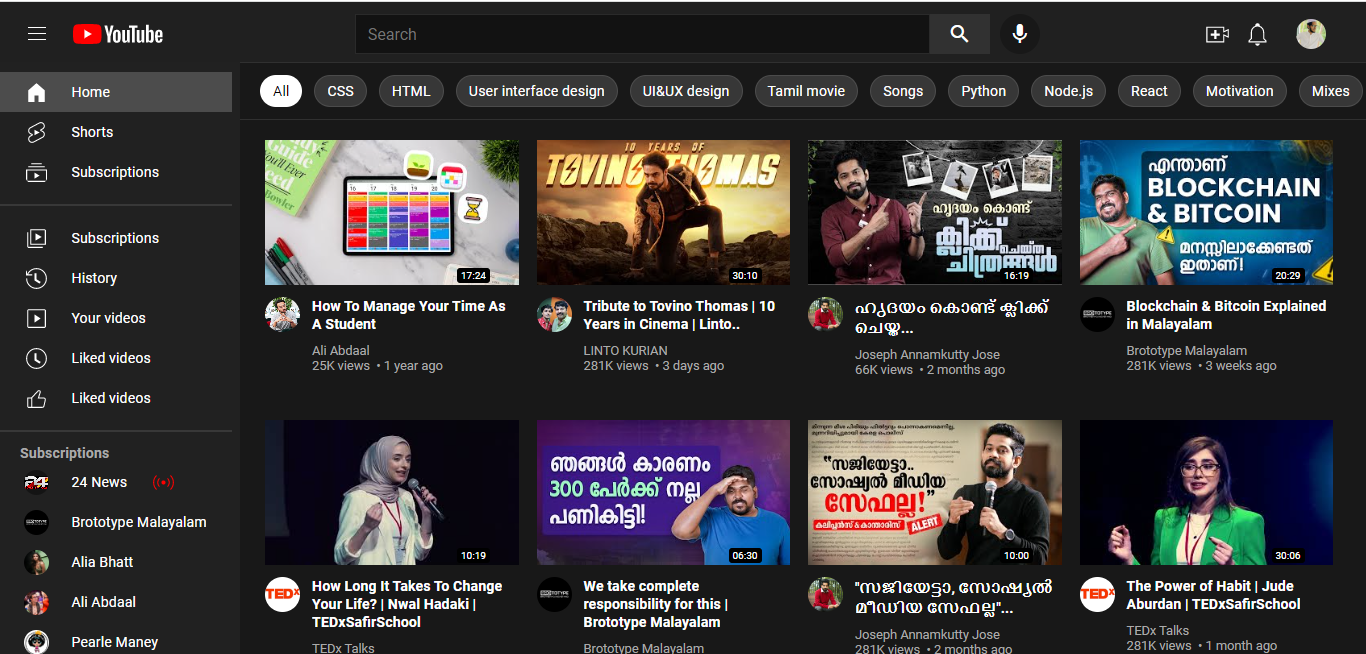 YouTube
Search
Home
Shorts
Subscriptions
Subscriptions
History
Your videos
Liked videos
Liked videos
Subscriptions
24 News
Brototype Malayalam
Alia Bhatt
Ali Abdaal
Pearle Maney
All
CSS
HTML
User interface design
UI&UX design
Tamil movie
Songs
Python
Node.js
React
Motivation
Mixes
16 17 18 19 20
17:24
How To Manage Your Time As
A Student
Ali Abdaal
25K views • 1 year ago
10 YEARS OF
TOVINO THOMAS
30:10
Tribute to Tovino Thomas | 10
Years in Cinema | Linto..
LINTO KURIAN
281K views • 3 days ago
ഹൃദയം കൊണ്ട്
ക്ലിക്ക് ചെയ്ത
ചിത്രങ്ങൾ
16:19
ഹൃദയം കൊണ്ട് ക്ലിക്ക്
ചെയ്ത...
Joseph Annamkutty Jose
66K views • 2 months ago
എന്താണ്
BLOCKCHAIN
& BITCOIN
മനസ്സിലാക്കേണ്ടത്
ഇതാണ്!
20:29
Blockchain & Bitcoin Explained
in Malayalam
Brototype Malayalam
281K views • 3 weeks ago
10:19
TEDx
How Long It Takes To Change
Your Life? | Nwal Hadaki |
TEDxSafirSchool
TEDx Talks
ഞങ്ങൾ കാരണം
300 പേർക്ക് നല്ല
പണികിട്ടി!
06:30
We take complete
responsibility for this |
Brototype Malayalam
Brototype Malayalam
“സജിയേട്ടാ..
സോഷ്യൽ മീഡിയ
സേഫല്ല!”
കലിപ്പൻസ് & കാന്താരിസ്
ALERT
10:00
"സജിയേട്ടാ, സോഷ്യൽ
മീഡിയ സേഫല്ല"...
Joseph Annamkutty Jose
281K views • 2 months ago
30:06
TEDx
The Power of Habit | Jude
Aburdan | TEDxSafirSchool
TEDx Talks
281K views • 1 month ago